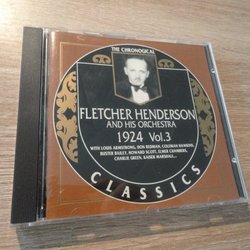 THE CHRONOGICAL
FLETCHER HENDERSON
AND HIS ORCHESTRA
1924 Vol.3
WITH LOUIS ARMSTRONG, DON REDMAN, COLEMAN HAWKINS,
BUSTER BAILEY, HOWARD SCOTT, ELMER CHAMBERS,
CHARLIE GREEN, KAISER MARSHALL...
CLASSICS